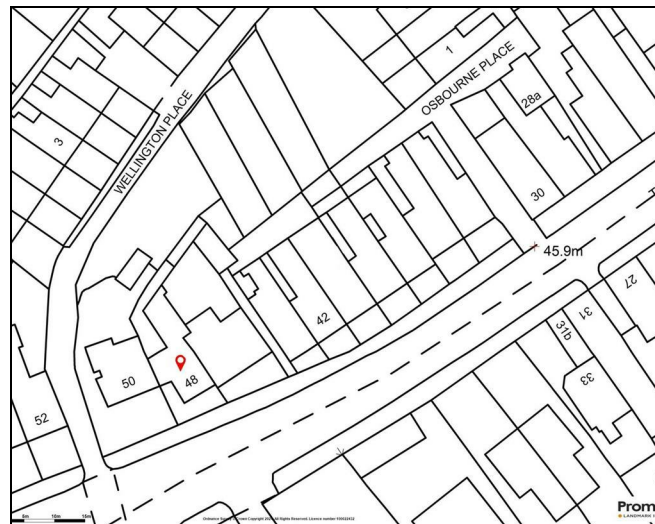 1
OSBOURNE PLACE
28a
3
WELLINGTON PLACE
30
45.9m
27
42
31
31b
33
50
48
52
5m
10m
15m
Prom
LANDMARK